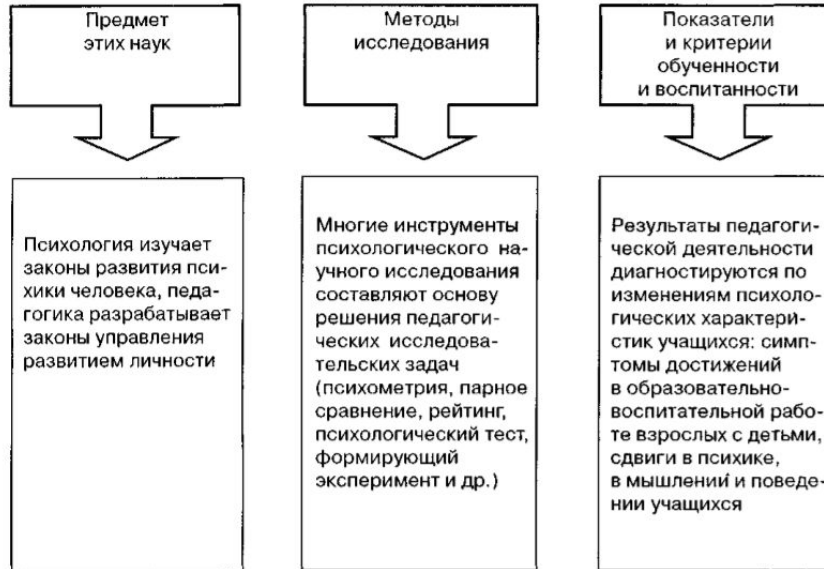 Предмет
этих наук
Методы
исследования
Показатели
и критерии
обученности
и воспитанности
Психология изучает
законы развития пси-
хики человека, педа-
гогика разрабатывает
законы управления
развитием личности
Многие инструменты
психологического на-
учного исследования
составляют основу
решения педагоги-
ческих исследова-
тельских задач
(психометрия, парное
сравнение, рейтинг,
психологический тест,
формирующий
эксперимент и др.)
Результаты педагоги-
ческой деятельности
диагностируются по
изменениям психоло-
гических характери-
стик учащихся: симп-
томы достижений
в образовательно-
воспитательной рабо-
те взрослых с детьми,
сдвиги в психике,
в мышлении и поведе-
нии учащихся